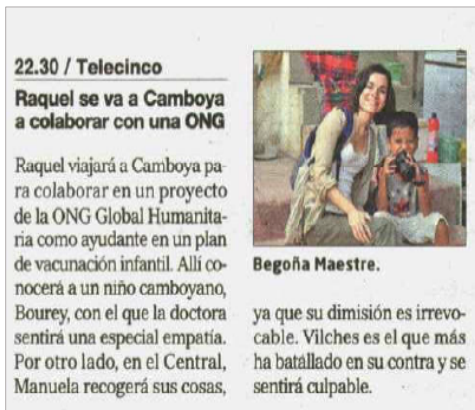 22.30 / Telecinco
Raquel se va a Camboya
a colaborar con una ONG
Raquel viajará a Camboya pa-
ra colaborar en un proyecto
de la ONG Global Humanita-
ria como ayudante en un plan
de vacunación infantil. Allí co-
nocerá a un niño camboyano,
Bourey, con el que la doctora
sentirá una especial empatía.
Por otro lado, en el Central,
Manuela recogerá sus cosas,
Begoña Maestre.
ya que su dimisión es irrevo-
cable. Vilches es el que más
ha batallado en su contra y se
sentirá culpable.